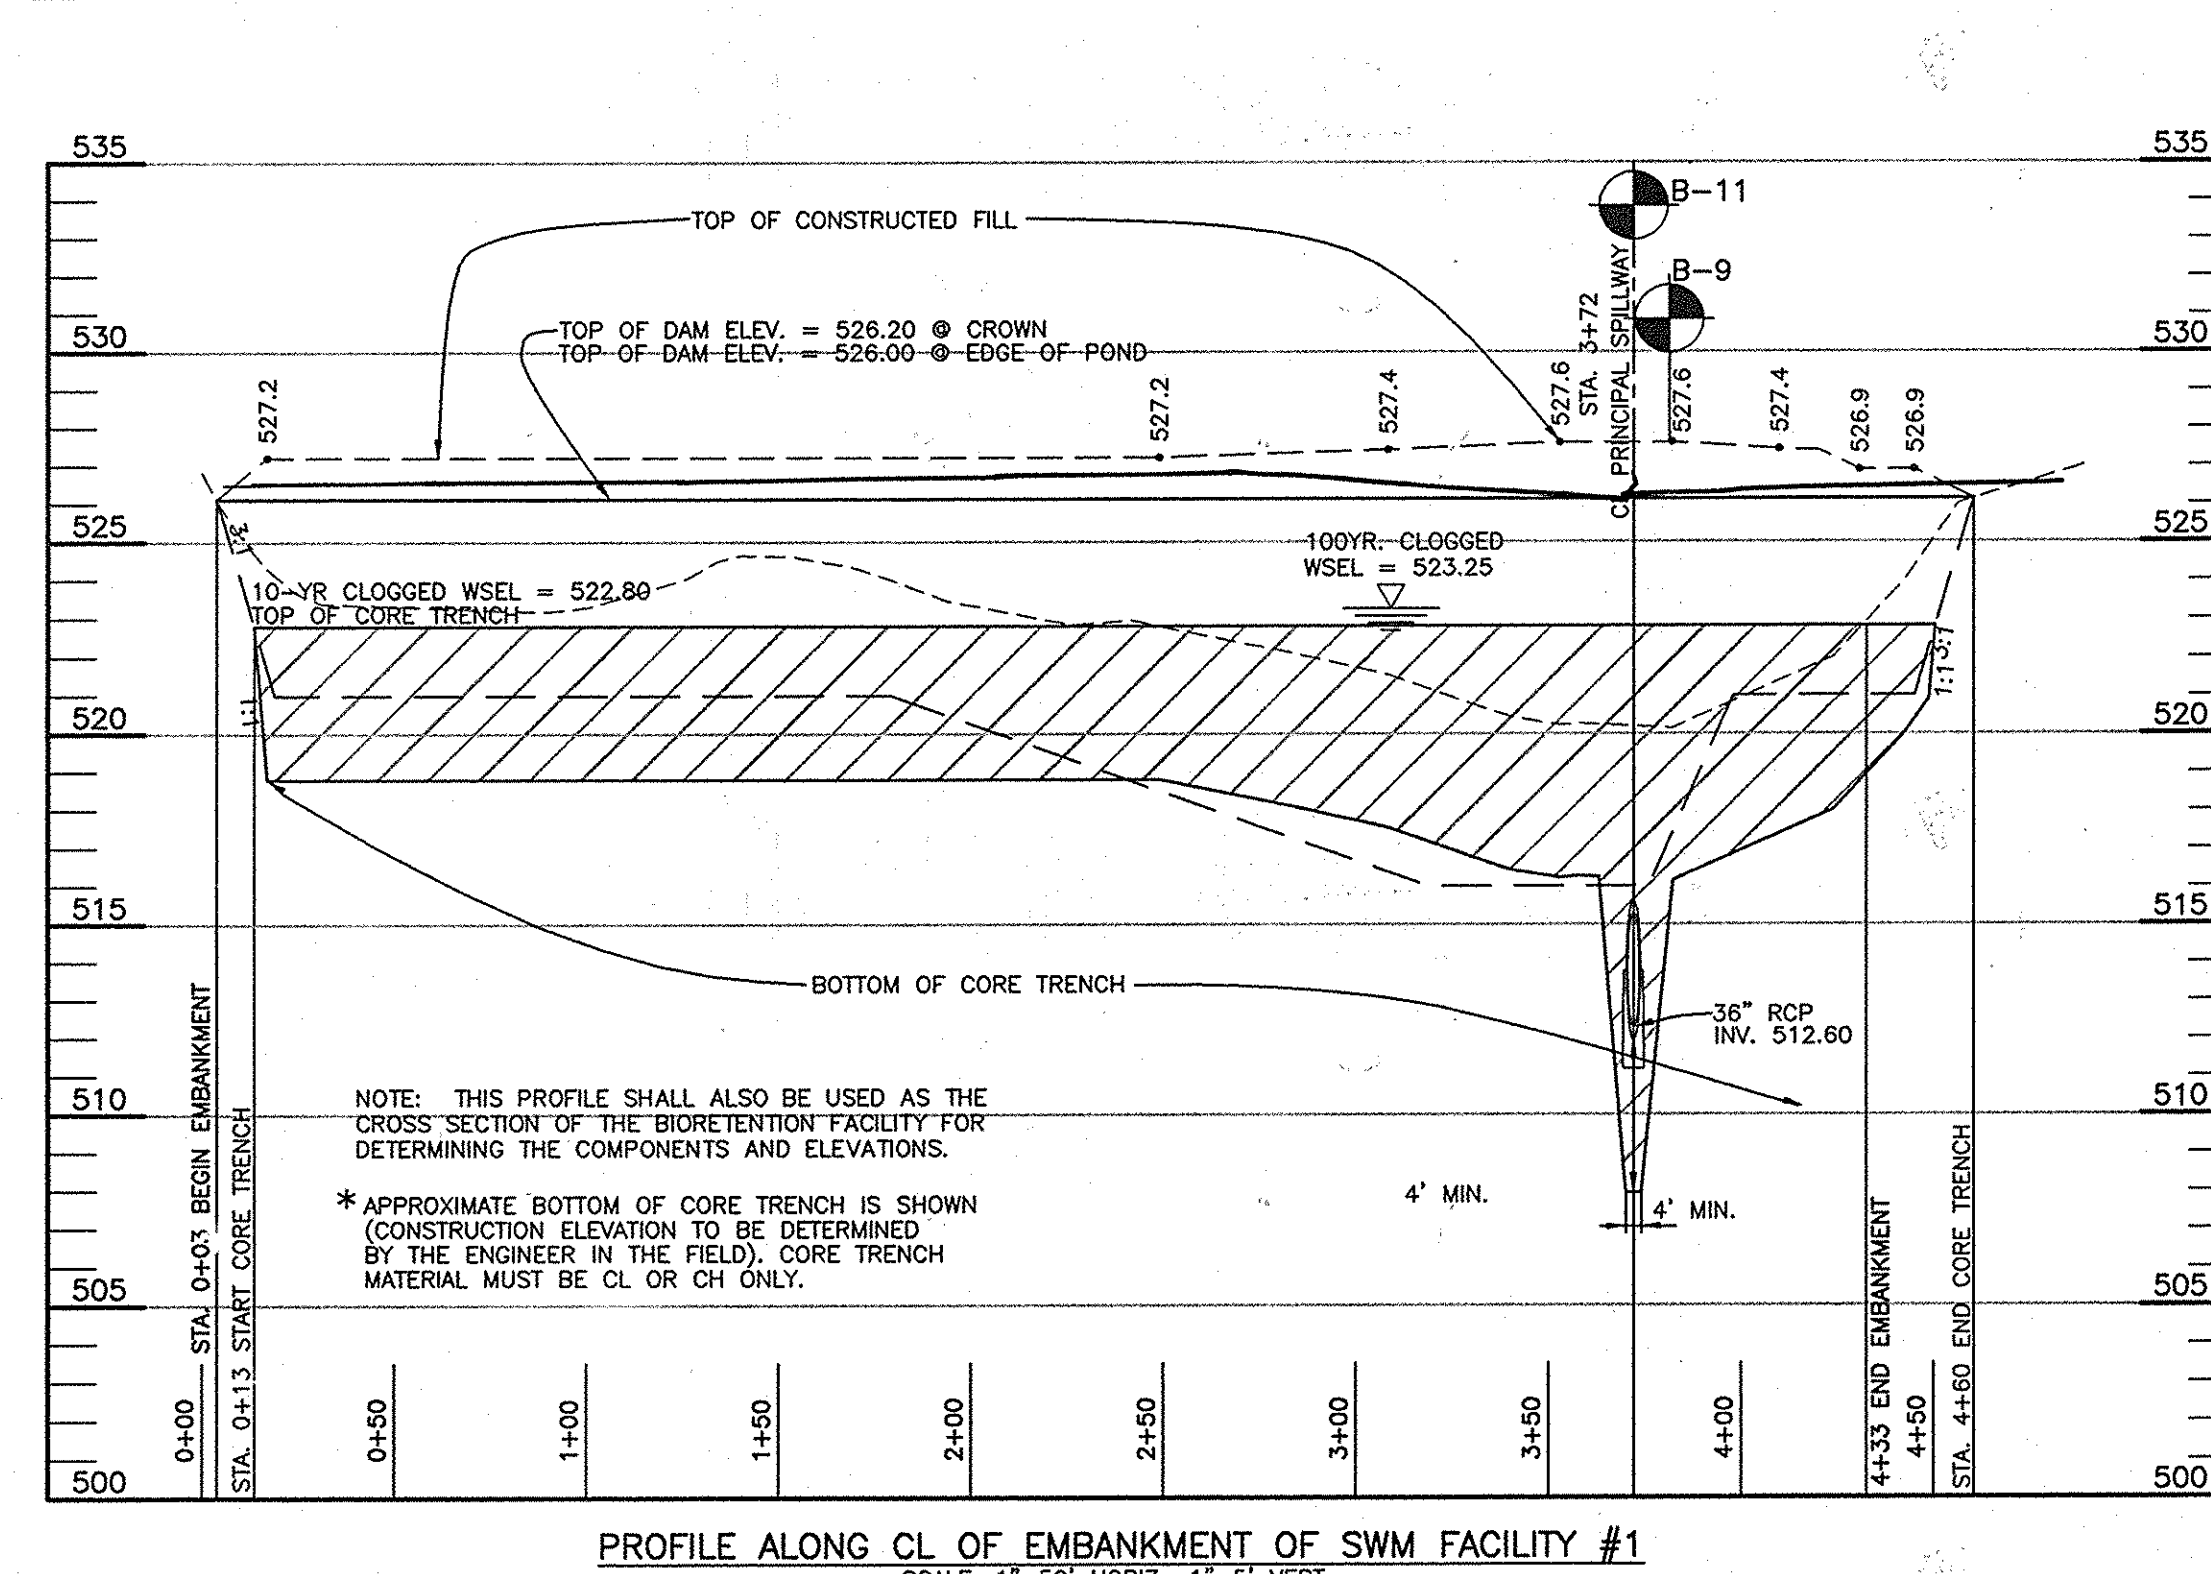 535
535
B-11
TOP OF CONSTRUCTED FILL
B-9
TOP OF DAM ELEV. = 526.20 @ CROWN
TOP OF DAM ELEV. = 526.00 @ EDGE OF POND
STA. 3+72
PRINCIPAL SPILLWAY
530
530
527.2
527.2
527.4
527.6
527.6
527.4
526.9
526.9
525
525
3:1
100YR. CLOGGED
WSEL = 523.25
10-YR CLOGGED WSEL = 522.80
TOP OF CORE TRENCH
1:1
3:1
1:1
520
520
515
515
BOTTOM OF CORE TRENCH
36" RCP
INV. 512.60
510
510
NOTE: THIS PROFILE SHALL ALSO BE USED AS THE
CROSS SECTION OF THE BIORETENTION FACILITY FOR
DETERMINING THE COMPONENTS AND ELEVATIONS.
* APPROXIMATE BOTTOM OF CORE TRENCH IS SHOWN
(CONSTRUCTION ELEVATION TO BE DETERMINED
BY THE ENGINEER IN THE FIELD). CORE TRENCH
MATERIAL MUST BE CL OR CH ONLY.
4' MIN.
4' MIN.
505
505
STA. 0+03 BEGIN EMBANKMENT
STA. 0+13 START CORE TRENCH
4+33 END EMBANKMENT
STA. 4+60 END CORE TRENCH
0+00
0+50
1+00
1+50
2+00
2+50
3+00
3+50
4+00
4+50
500
500
PROFILE ALONG CL OF EMBANKMENT OF SWM FACILITY #1